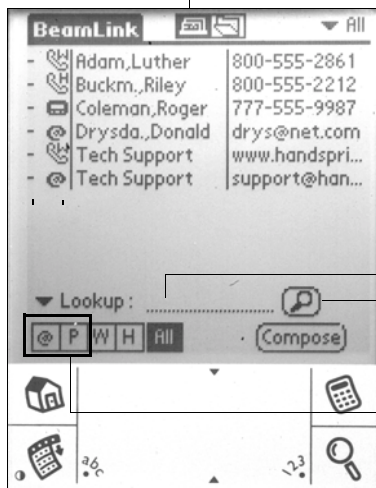 BeamLink All
- W Adam,Luther 800-555-2861
- H Buckm.,Riley 800-555-2212
- Coleman,Roger 777-555-9987
- @ Drysda.,Donald drys@net.com
- W Tech Support www.handspri...
- @ Tech Support support@han...
Lookup :
@ P W H All Compose
abc 123